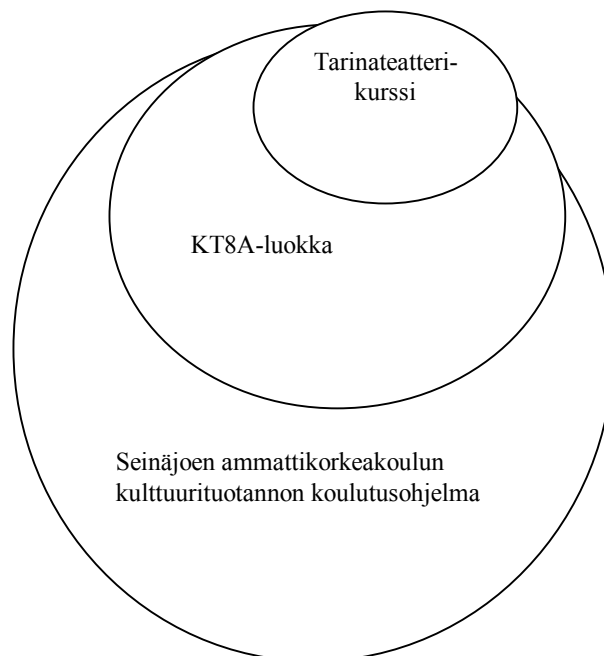 Tarinateatteri-
kurssi
KT8A-luokka
Seinäjoen ammattikorkeakoulun
kulttuurituotannon koulutusohjelma